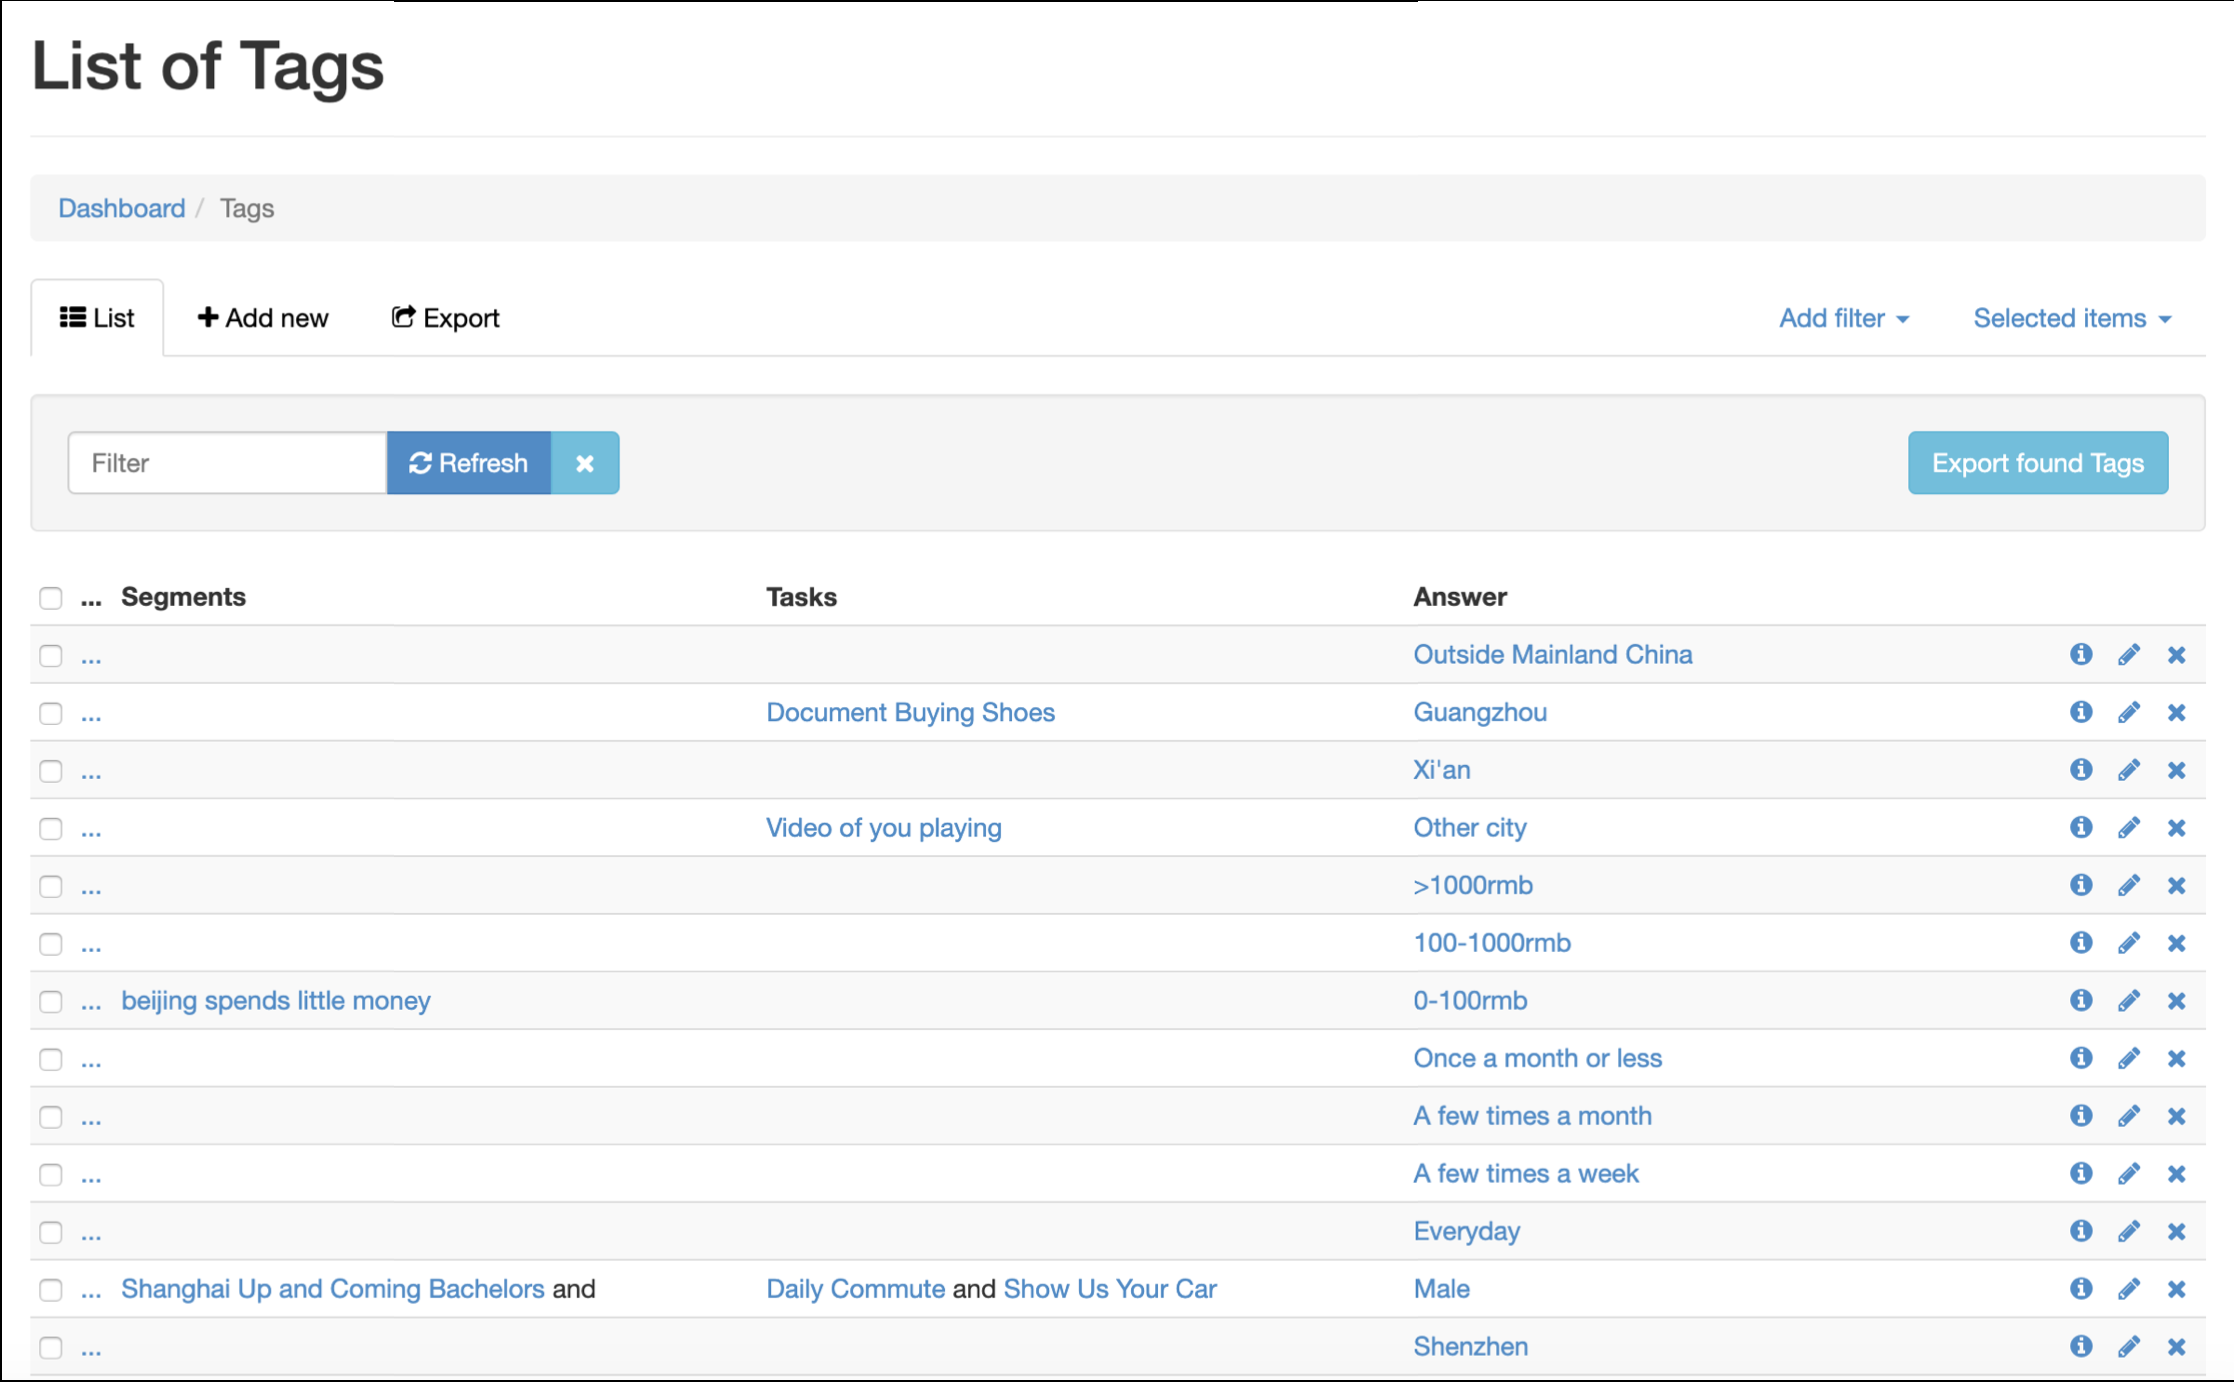 List of Tags
Dashboard / Tags
List Add new Export Add filter Selected items
Filter Refresh Export found Tags
... Segments Tasks Answer
... Outside Mainland China
... Document Buying Shoes Guangzhou
... Xi'an
... Video of you playing Other city
... >1000rmb
... 100-1000rmb
... beijing spends little money 0-100rmb
... Once a month or less
... A few times a month
... A few times a week
... Everyday
... Shanghai Up and Coming Bachelors and Daily Commute and Show Us Your Car Male
... Shenzhen